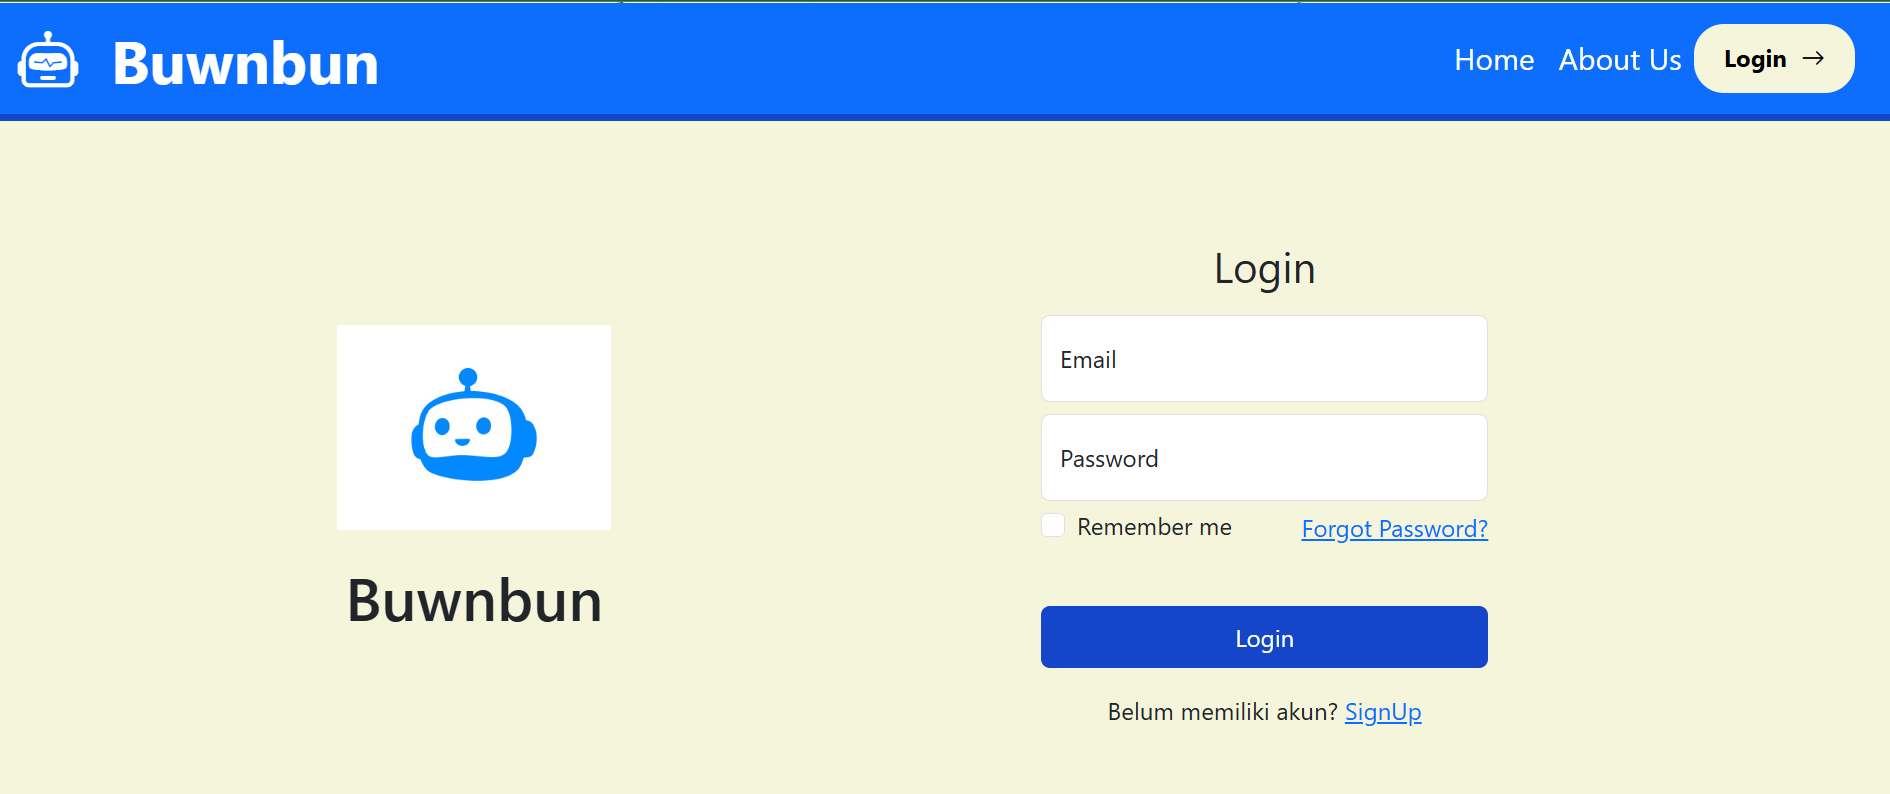 Buwnbun
Home About Us Login →
Login
Email
Password
Remember me Forgot Password?
Buwnbun
Login
Belum memiliki akun? SignUp